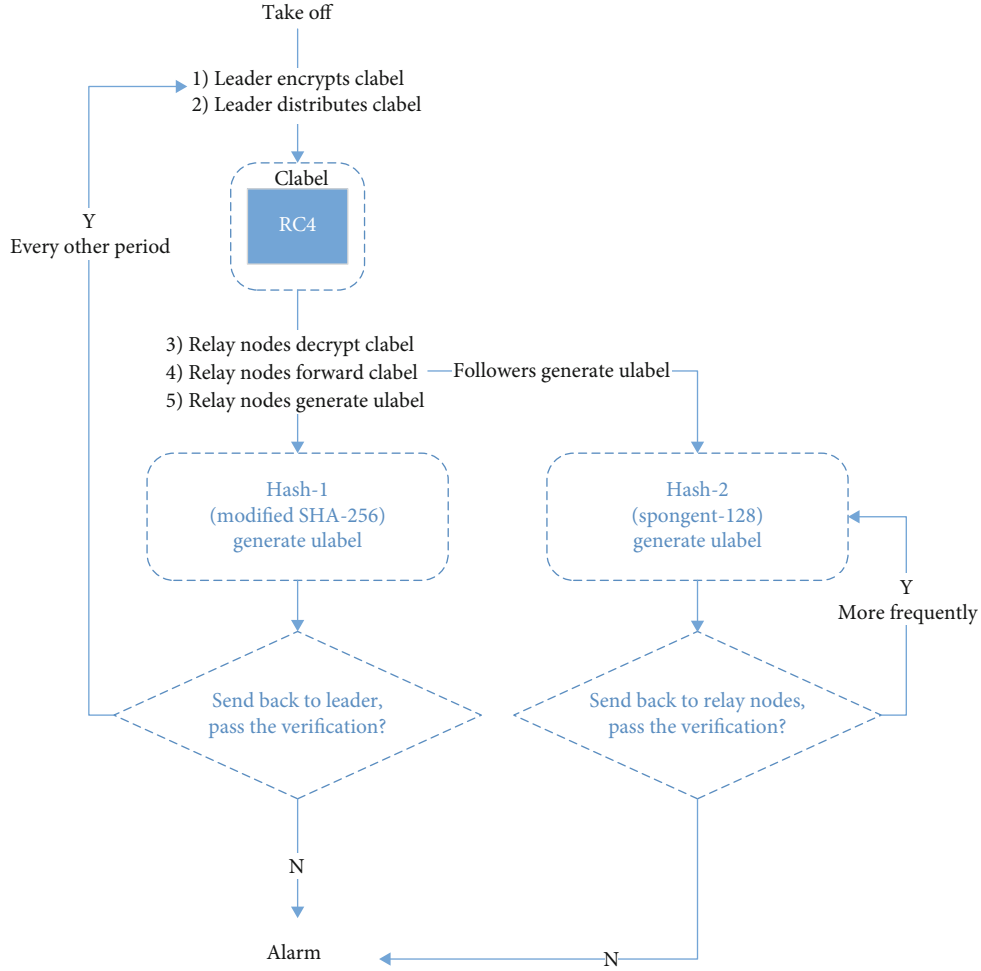 Take off
1) Leader encrypts clabel
2) Leader distributes clabel
Clabel
RC4
Y
Every other period
3) Relay nodes decrypt clabel
4) Relay nodes forward clabel
5) Relay nodes generate ulabel
Followers generate ulabel
Hash-1
(modified SHA-256)
generate ulabel
Hash-2
(spongent-128)
generate ulabel
Y
More frequently
Send back to leader,
pass the verification?
Send back to relay nodes,
pass the verification?
N
Alarm
N